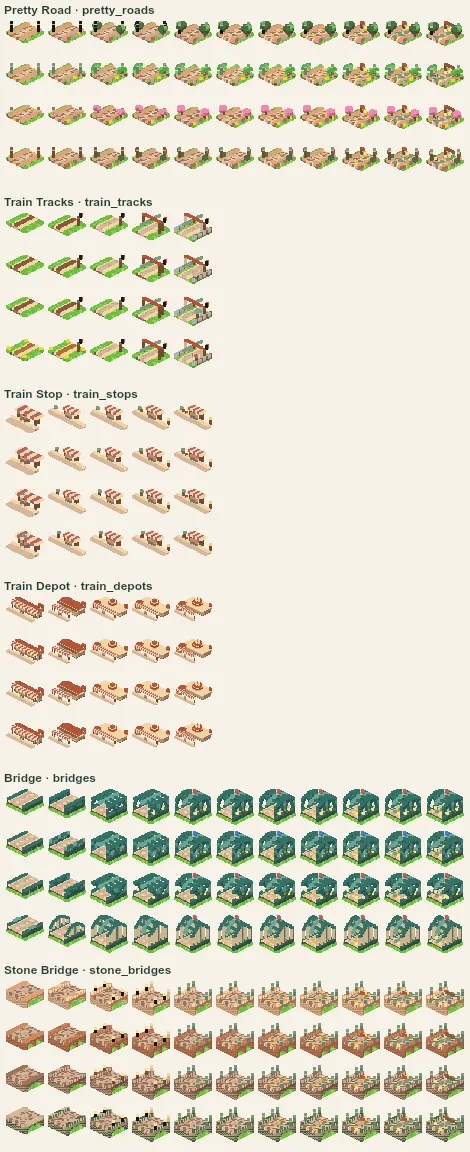 Pretty Road · pretty_roads
Train Tracks · train_tracks
Train Stop · train_stops
Train Depot · train_depots
Bridge · bridges
Stone Bridge · stone_bridges